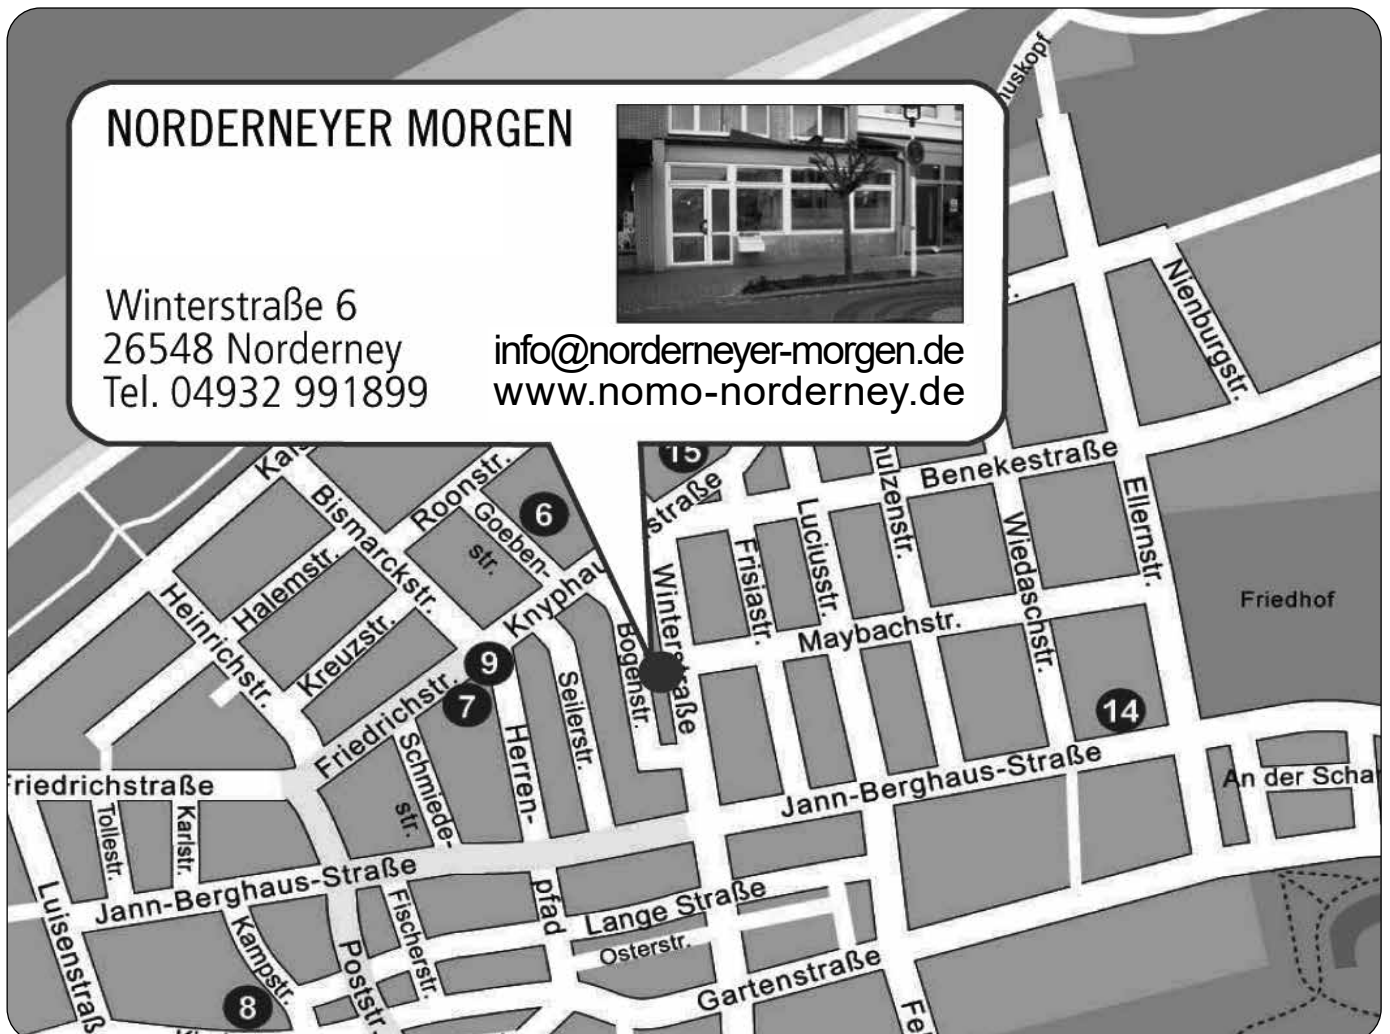 NORDERNEYER MORGEN
Winterstraße 6
26548 Norderney
Tel. 04932 991899
info@norderneyer-morgen.de
www.nomo-norderney.de
Nienburgstr.
Benekestraße
Ellernstr.
Wiedaschstr.
Luciusstr.
Frisiastr.
Winterstraße
Maybachstr.
Friedhof
15
Roonstr.
Goeben-
str.
6
Bismarckstr.
Halemstr.
Heinrichstr.
Kreuzstr.
9
7
Friedrichstr.
Bogenstr.
Seilerstr.
Herren-
pfad
Schmiede-
str.
14
Jann-Berghaus-Straße
An der
Friedrichstraße
Tollestr.
Karlstr.
Jann-Berghaus-Straße
Kampstr.
Fischerstr.
Poststr.
Lange Straße
Osterstr.
Gartenstraße
8